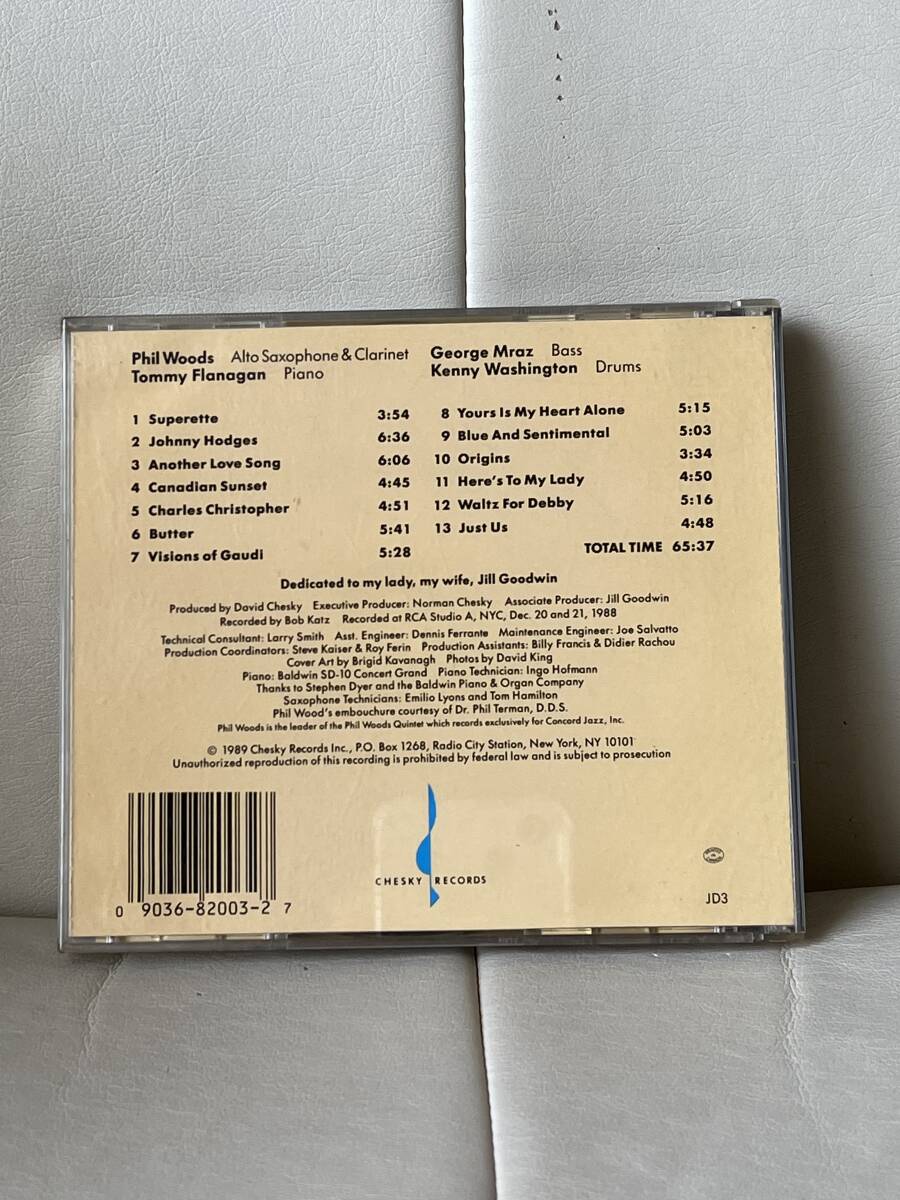 Phil Woods Alto Saxophone & Clarinet
Tommy Flanagan Piano
George Mraz Bass
Kenny Washington Drums
1 Superette 3:54
2 Johnny Hodges 6:36
3 Another Love Song 6:06
4 Canadian Sunset 4:45
5 Charles Christopher 4:51
6 Butter 5:41
7 Visions of Gaudi 5:28
8 Yours Is My Heart Alone 5:15
9 Blue And Sentimental 5:03
10 Origins 3:34
11 Here's To My Lady 4:50
12 Waltz For Debby 5:16
13 Just Us 4:48
TOTAL TIME 65:37
Dedicated to my lady, my wife, Jill Goodwin
Produced by David Chesky Executive Producer: Norman Chesky Associate Producer: Jill Goodwin
Recorded by Bob Katz Recorded at RCA Studio A, NYC, Dec. 20 and 21, 1988
Technical Consultant: Larry Smith Asst. Engineer: Dennis Ferrante Maintenance Engineer: Joe Salvatto
Production Coordinators: Steve Kaiser & Roy Ferin Production Assistants: Billy Francis & Didier Rachou
Cover Art by Brigid Kavanagh Photos by David King
Piano: Baldwin SD-10 Concert Grand Piano Technician: Ingo Hofmann
Thanks to Stephen Dyer and the Baldwin Piano & Organ Company
Saxophone Technicians: Emilio Lyons and Tom Hamilton
Phil Wood's embouchure courtesy of Dr. Phil Terman, D.D.S.
Phil Woods is the leader of the Phil Woods Quintet which records exclusively for Concord Jazz, Inc.
© 1989 Chesky Records Inc., P.O. Box 1268, Radio City Station, New York, NY 10101
Unauthorized reproduction of this recording is prohibited by federal law and is subject to prosecution
0 9036-82003-2 7
CHESKY RECORDS
JD3